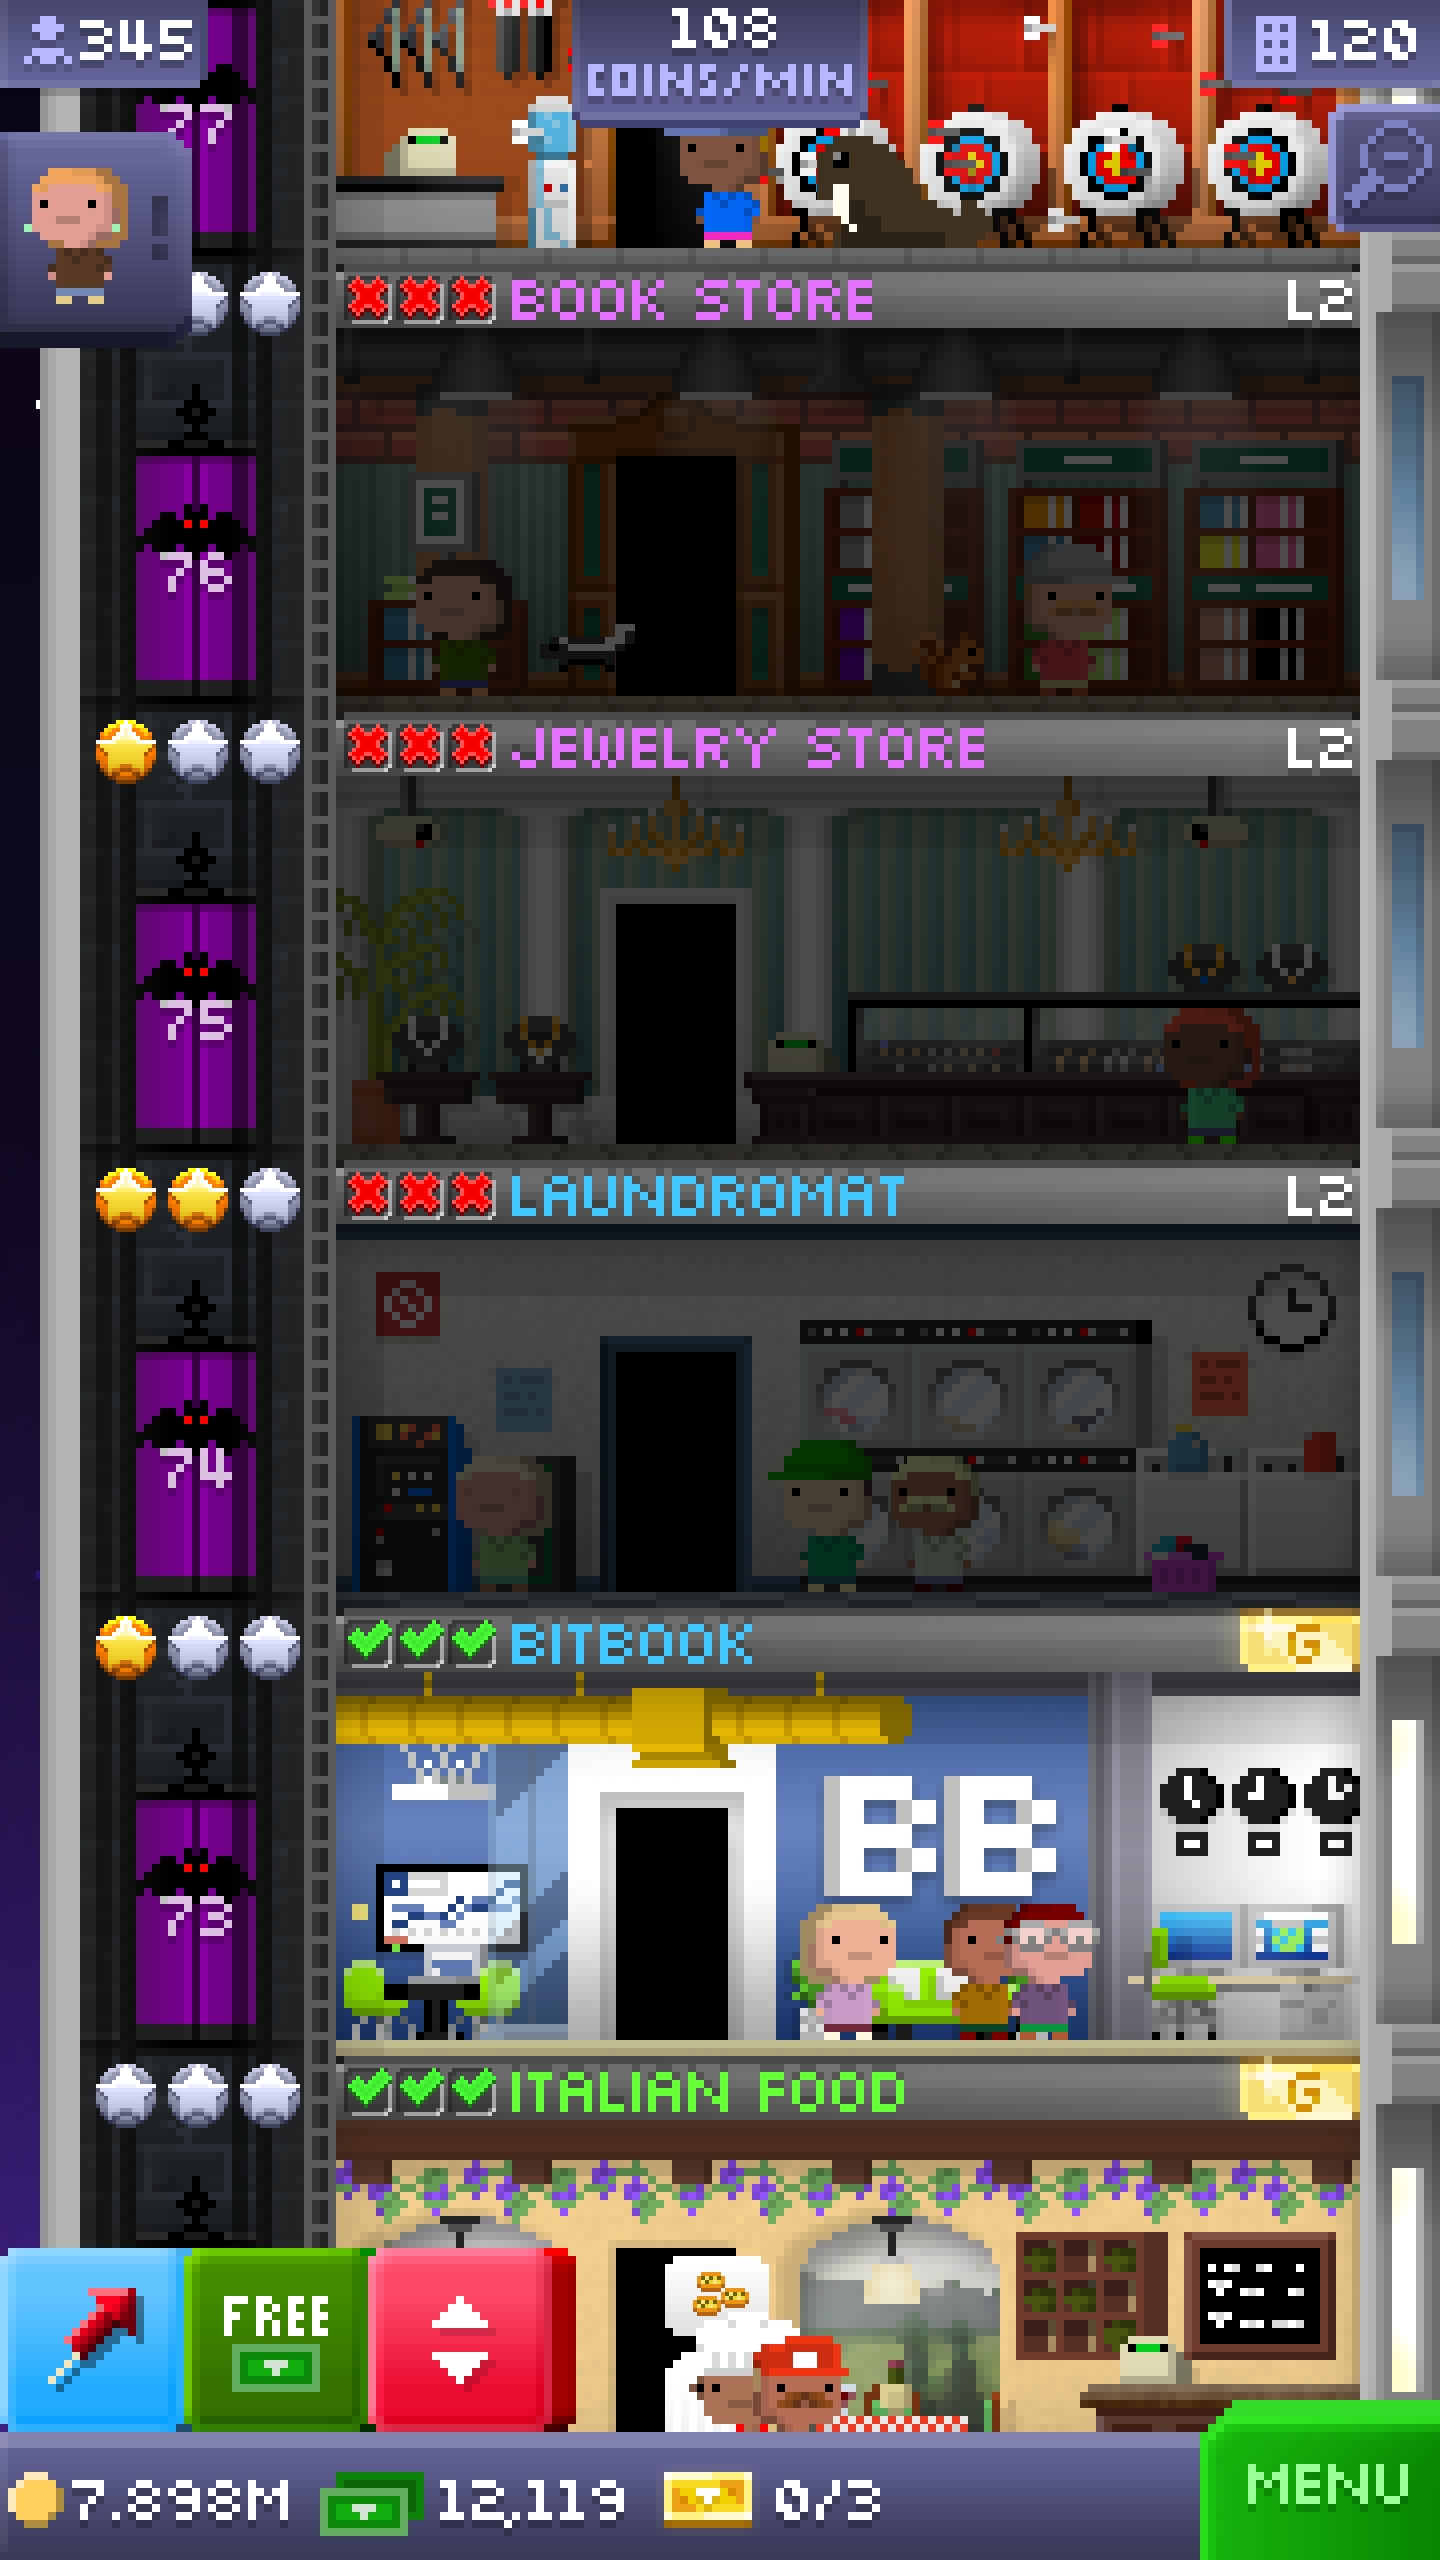 345
108
COINS/MIN
120
77
BOOK STORE
L2
76
JEWELRY STORE
L2
75
LAUNDROMAT
L2
74
BITBOOK
G
BB
73
ITALIAN FOOD
G
FREE
7.898M
12,119
0/3
MENU